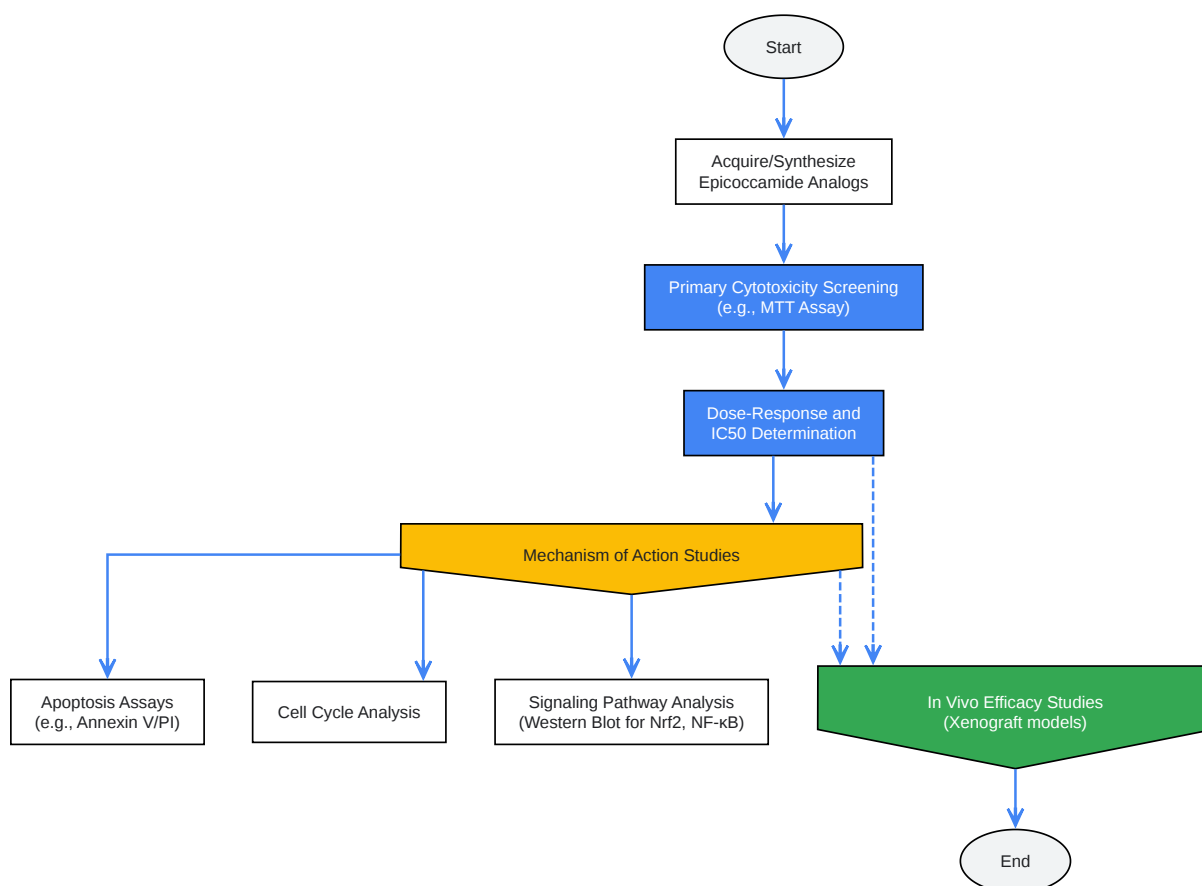 Start
Acquire/Synthesize
Epicoccamide Analogs
Primary Cytotoxicity Screening
(e.g., MTT Assay)
Dose-Response and
IC50 Determination
Mechanism of Action Studies
Apoptosis Assays
(e.g., Annexin V/PI)
Cell Cycle Analysis
Signaling Pathway Analysis
(Western Blot for Nrf2, NF-κB)
In Vivo Efficacy Studies
(Xenograft models)
End